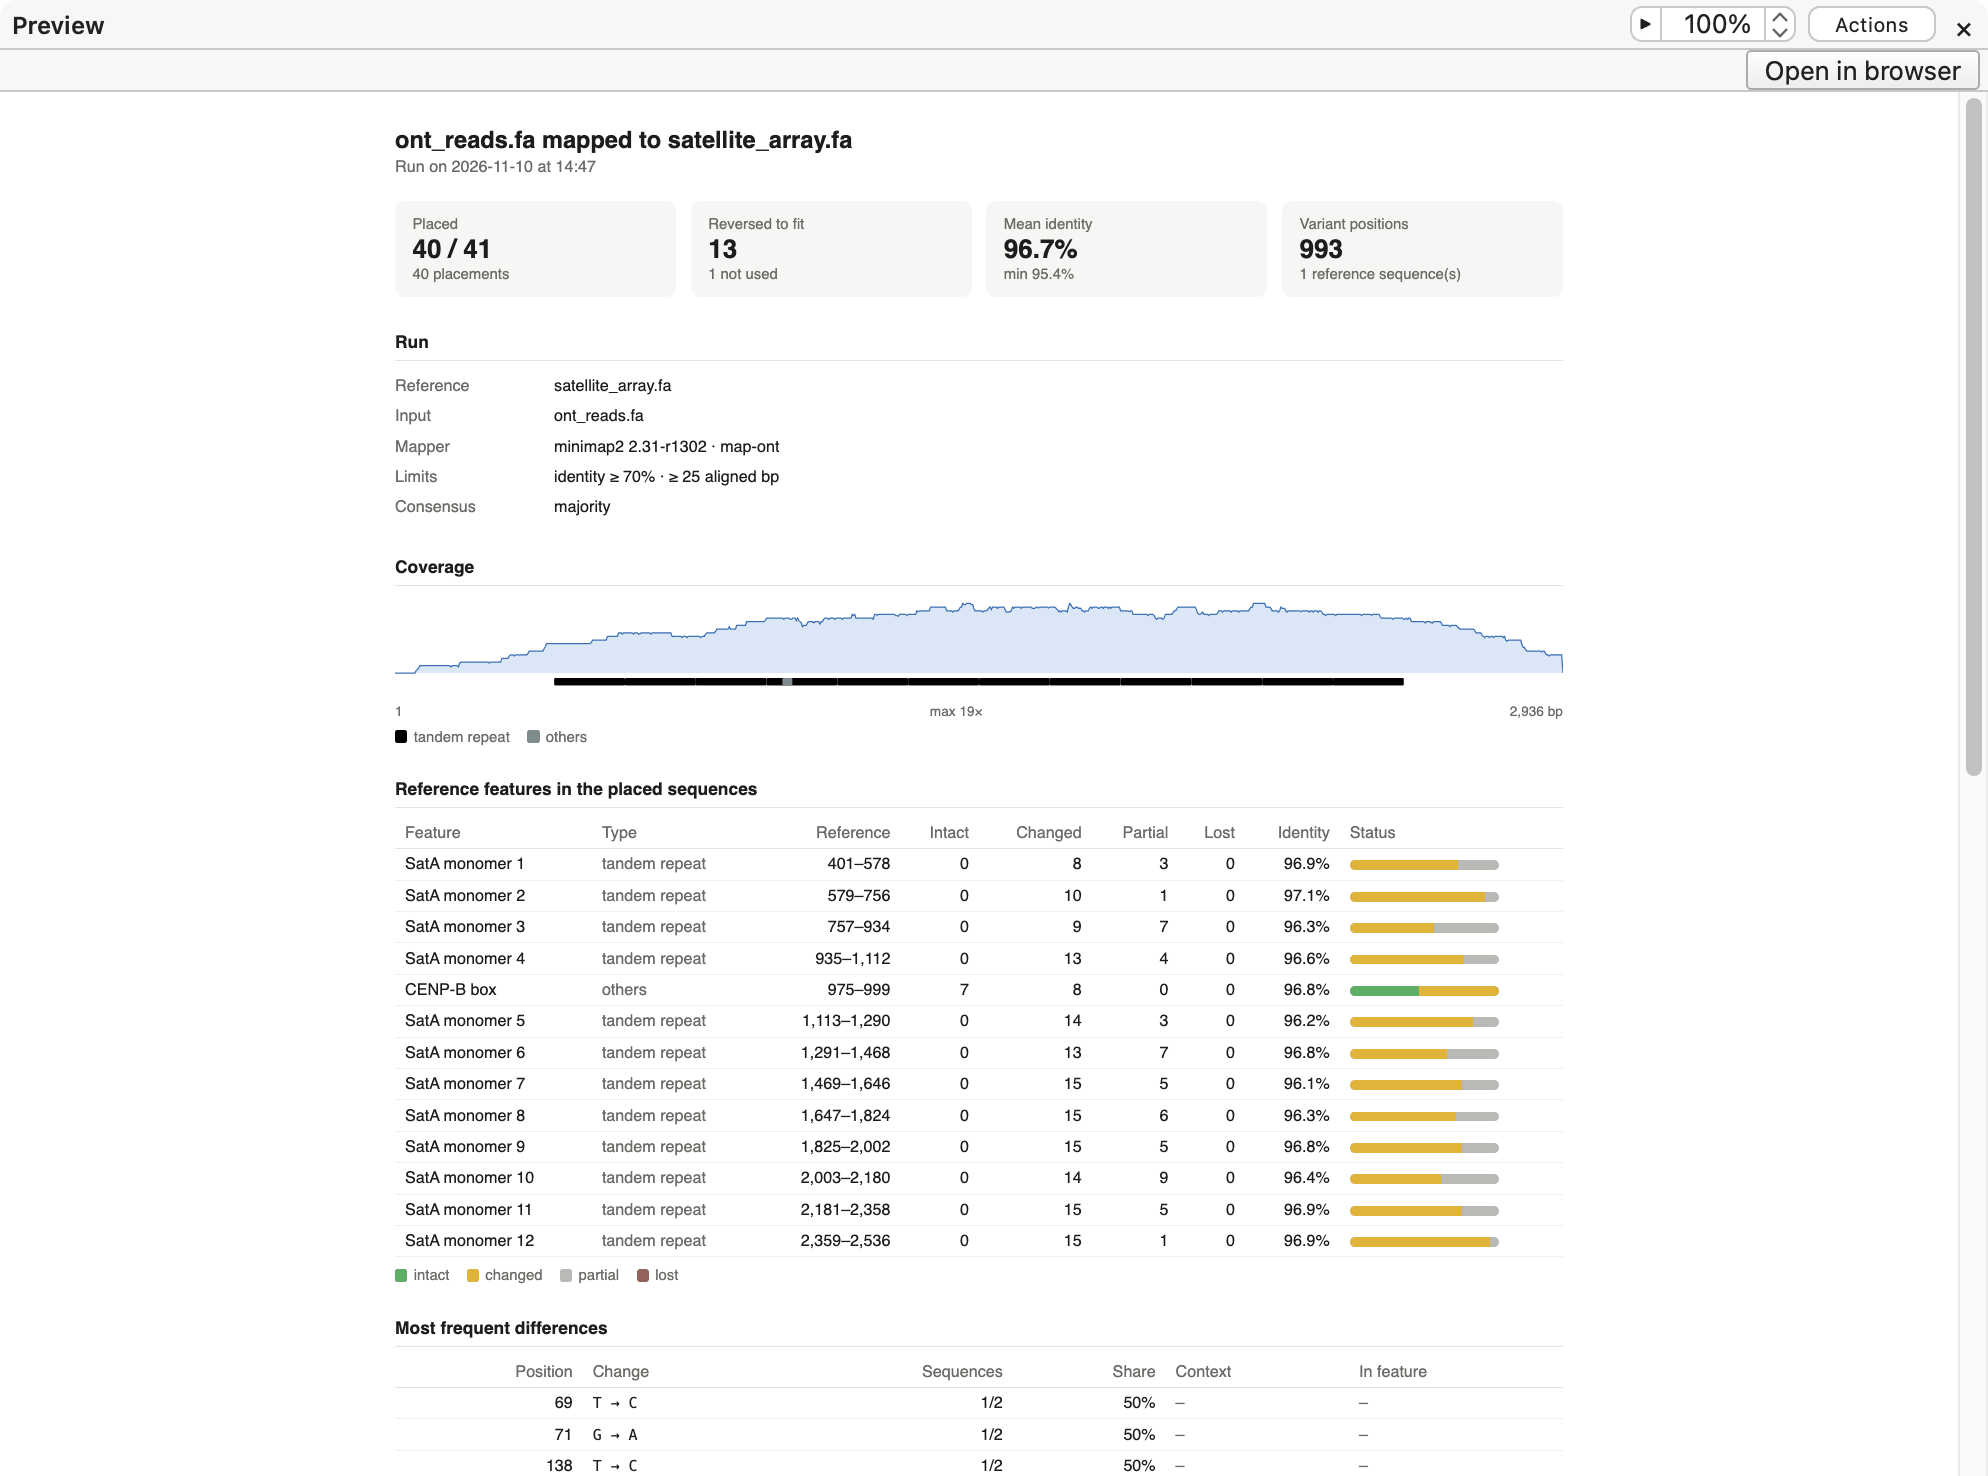 Preview
100%
Actions
Open in browser
ont_reads.fa mapped to satellite_array.fa
Run on 2026-11-10 at 14:47
Placed
40 / 41
40 placements
Reversed to fit
13
1 not used
Mean identity
96.7%
min 95.4%
Variant positions
993
1 reference sequence(s)
Run
Reference satellite_array.fa
Input ont_reads.fa
Mapper minimap2 2.31-r1302 · map-ont
Limits identity ≥ 70% · ≥ 25 aligned bp
Consensus majority
Coverage
1 max 19× 2,936 bp
tandem repeat others
Reference features in the placed sequences
Feature Type Reference Intact Changed Partial Lost Identity Status
SatA monomer 1 tandem repeat 401–578 0 8 3 0 96.9%
SatA monomer 2 tandem repeat 579–756 0 10 1 0 97.1%
SatA monomer 3 tandem repeat 757–934 0 9 7 0 96.3%
SatA monomer 4 tandem repeat 935–1,112 0 13 4 0 96.6%
CENP-B box others 975–999 7 8 0 0 96.8%
SatA monomer 5 tandem repeat 1,113–1,290 0 14 3 0 96.2%
SatA monomer 6 tandem repeat 1,291–1,468 0 13 7 0 96.8%
SatA monomer 7 tandem repeat 1,469–1,646 0 15 5 0 96.1%
SatA monomer 8 tandem repeat 1,647–1,824 0 15 6 0 96.3%
SatA monomer 9 tandem repeat 1,825–2,002 0 15 5 0 96.8%
SatA monomer 10 tandem repeat 2,003–2,180 0 14 9 0 96.4%
SatA monomer 11 tandem repeat 2,181–2,358 0 15 5 0 96.9%
SatA monomer 12 tandem repeat 2,359–2,536 0 15 1 0 96.9%
intact changed partial lost
Most frequent differences
Position Change Sequences Share Context In feature
69 T → C 1/2 50% – –
71 G → A 1/2 50% – –
138 T → C 1/2 50% – –